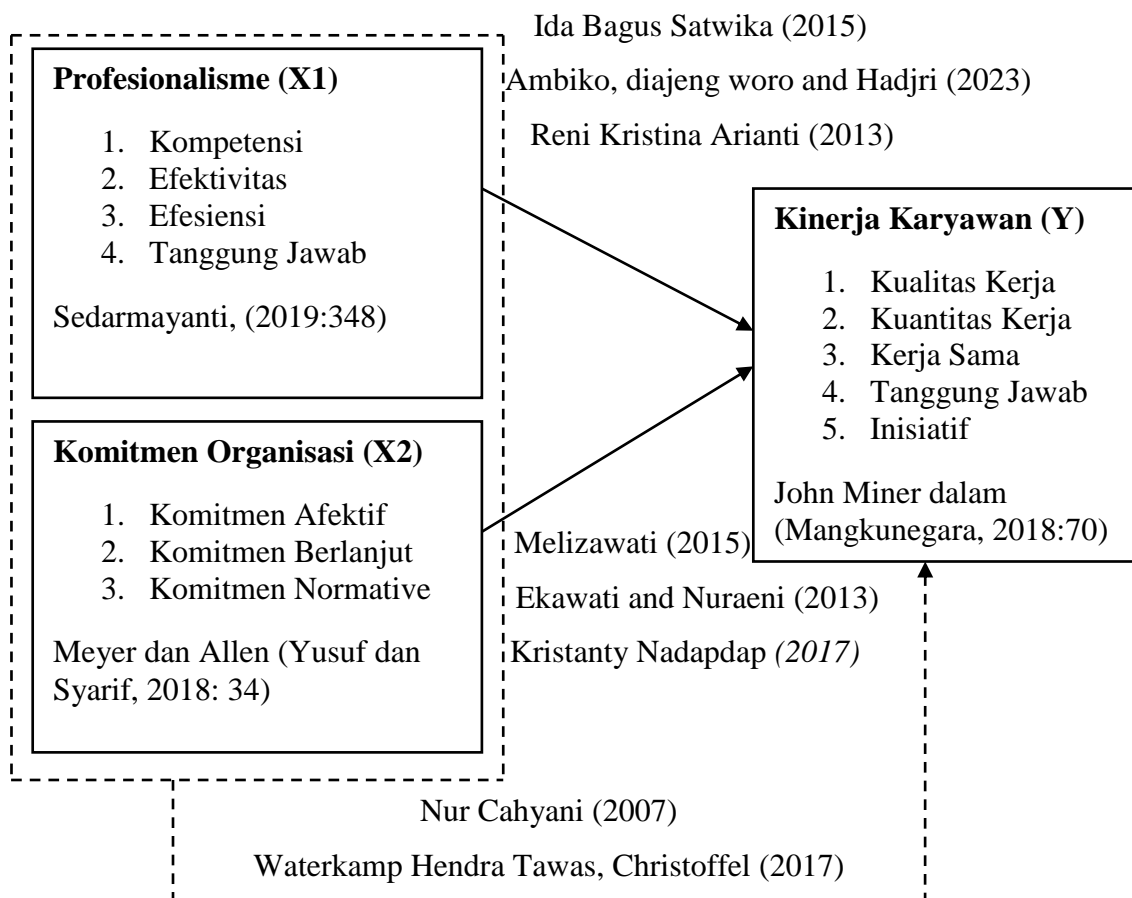 Ida Bagus Satwika (2015)
Profesionalisme (X1)
Ambiko, diajeng woro and Hadjri (2023)
1. Kompetensi
Reni Kristina Arianti (2013)
2. Efektivitas
3. Efesiensi
4. Tanggung Jawab
Sedarmayanti, (2019:348)
Kinerja Karyawan (Y)
1. Kualitas Kerja
2. Kuantitas Kerja
3. Kerja Sama
4. Tanggung Jawab
5. Inisiatif
John Miner dalam
(Mangkunegara, 2018:70)
Komitmen Organisasi (X2)
1. Komitmen Afektif
2. Komitmen Berlanjut
3. Komitmen Normative
Meyer dan Allen (Yusuf dan
Syarif, 2018: 34)
Melizawati (2015)
Ekawati and Nuraeni (2013)
Kristanty Nadapdap (2017)
Nur Cahyani (2007)
Waterkamp Hendra Tawas, Christoffel (2017)